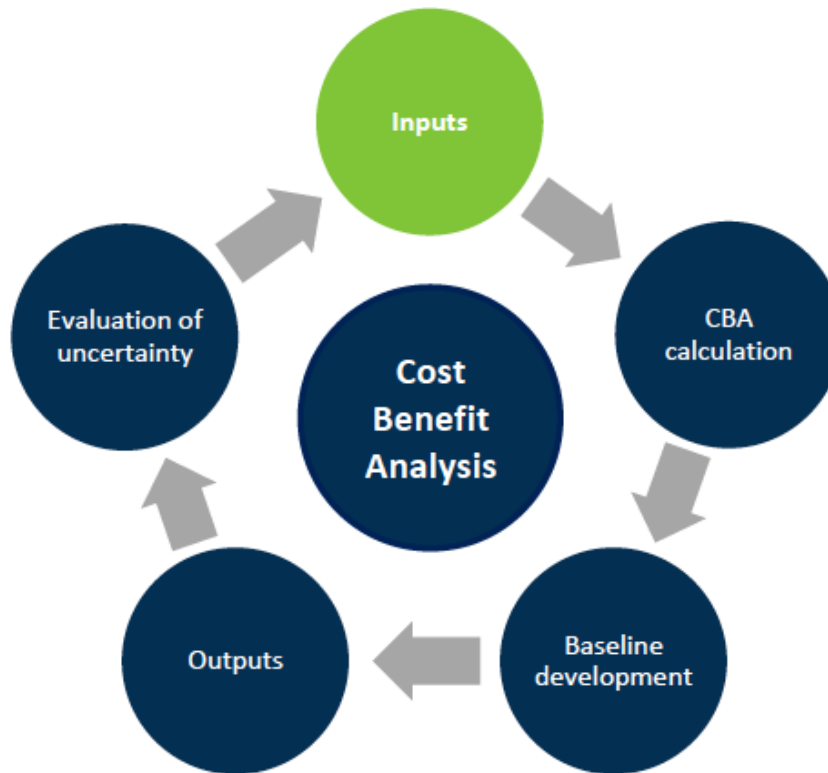 Inputs
CBA
calculation
Baseline
development
Outputs
Evaluation of
uncertainty
Cost
Benefit
Analysis